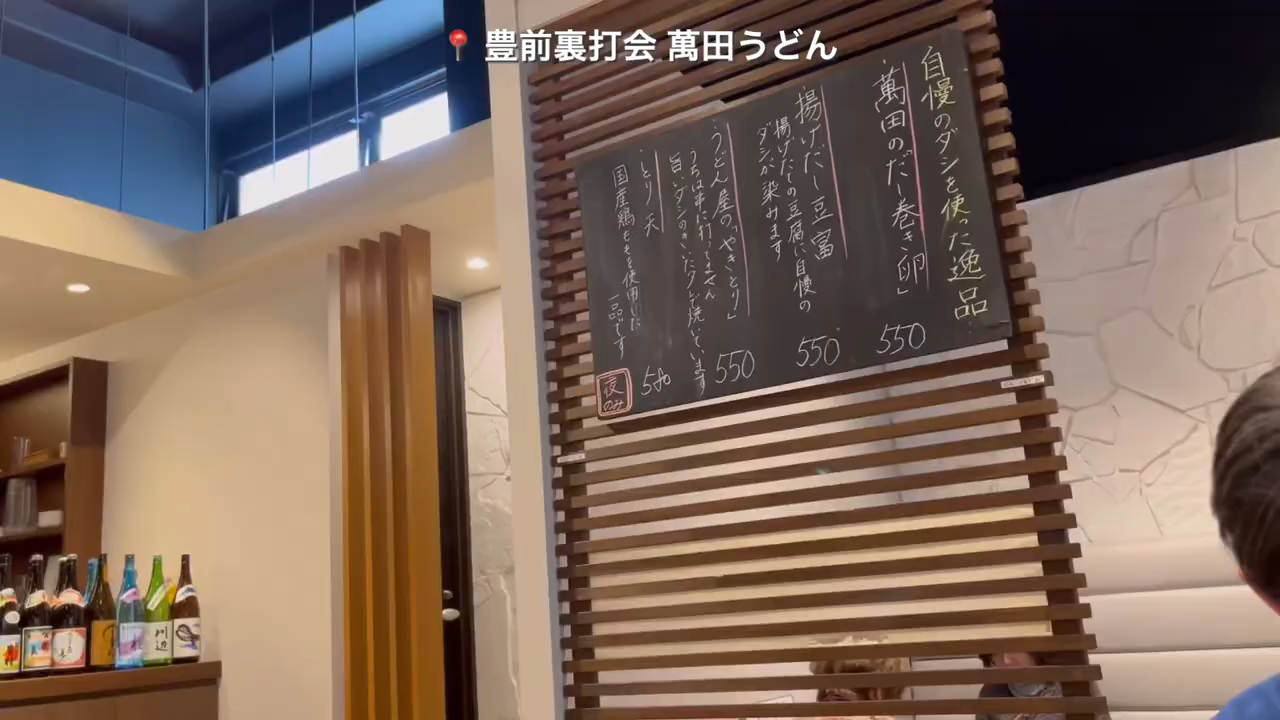 📍 豊前裏打会 萬田うどん
自慢のダシを使った逸品
萬田のだし巻き卵」
550
揚げだし豆富
揚げだしの豆腐に自慢の
ダシが染みます
550
うどん屋の「やきとり」
うちは串に打ってません
旨いダシのきいたタレで焼いています
550
とり天
国産鶏ももを使用した
一品です
580
夜
のみ
川辺